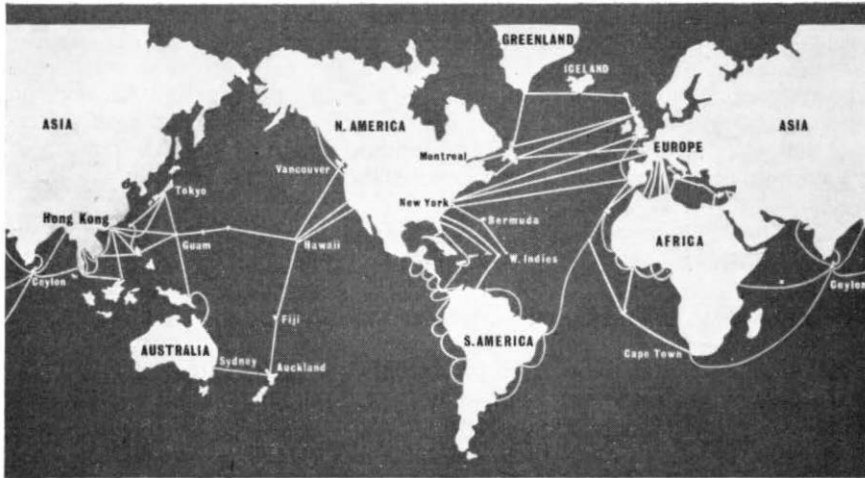 GREENLAND
ICELAND
ASIA
N. AMERICA
ASIA
EUROPE
Montreal
Vancouver
Tokyo
New York
Hong Kong
Bermuda
Guam
Hawaii
AFRICA
W. Indies
Ceylon
Ceylon
Fiji
S. AMERICA
AUSTRALIA
Sydney
Cape Town
Auckland